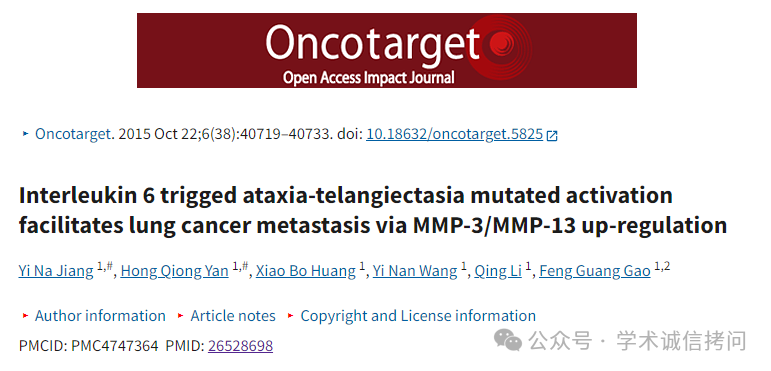 Oncotarget
Open Access Impact Journal
Oncotarget. 2015 Oct 22;6(38):40719–40733. doi: 10.18632/oncotarget.5825
Interleukin 6 trigged ataxia-telangiectasia mutated activation
facilitates lung cancer metastasis via MMP-3/MMP-13 up-regulation
Yi Na Jiang 1,#, Hong Qiong Yan 1,#, Xiao Bo Huang 1, Yi Nan Wang 1, Qing Li 1, Feng Guang Gao 1,2
Author information Article notes Copyright and License information
PMCID: PMC4747364 PMID: 26528698
公众号 · 学术诚信拷问